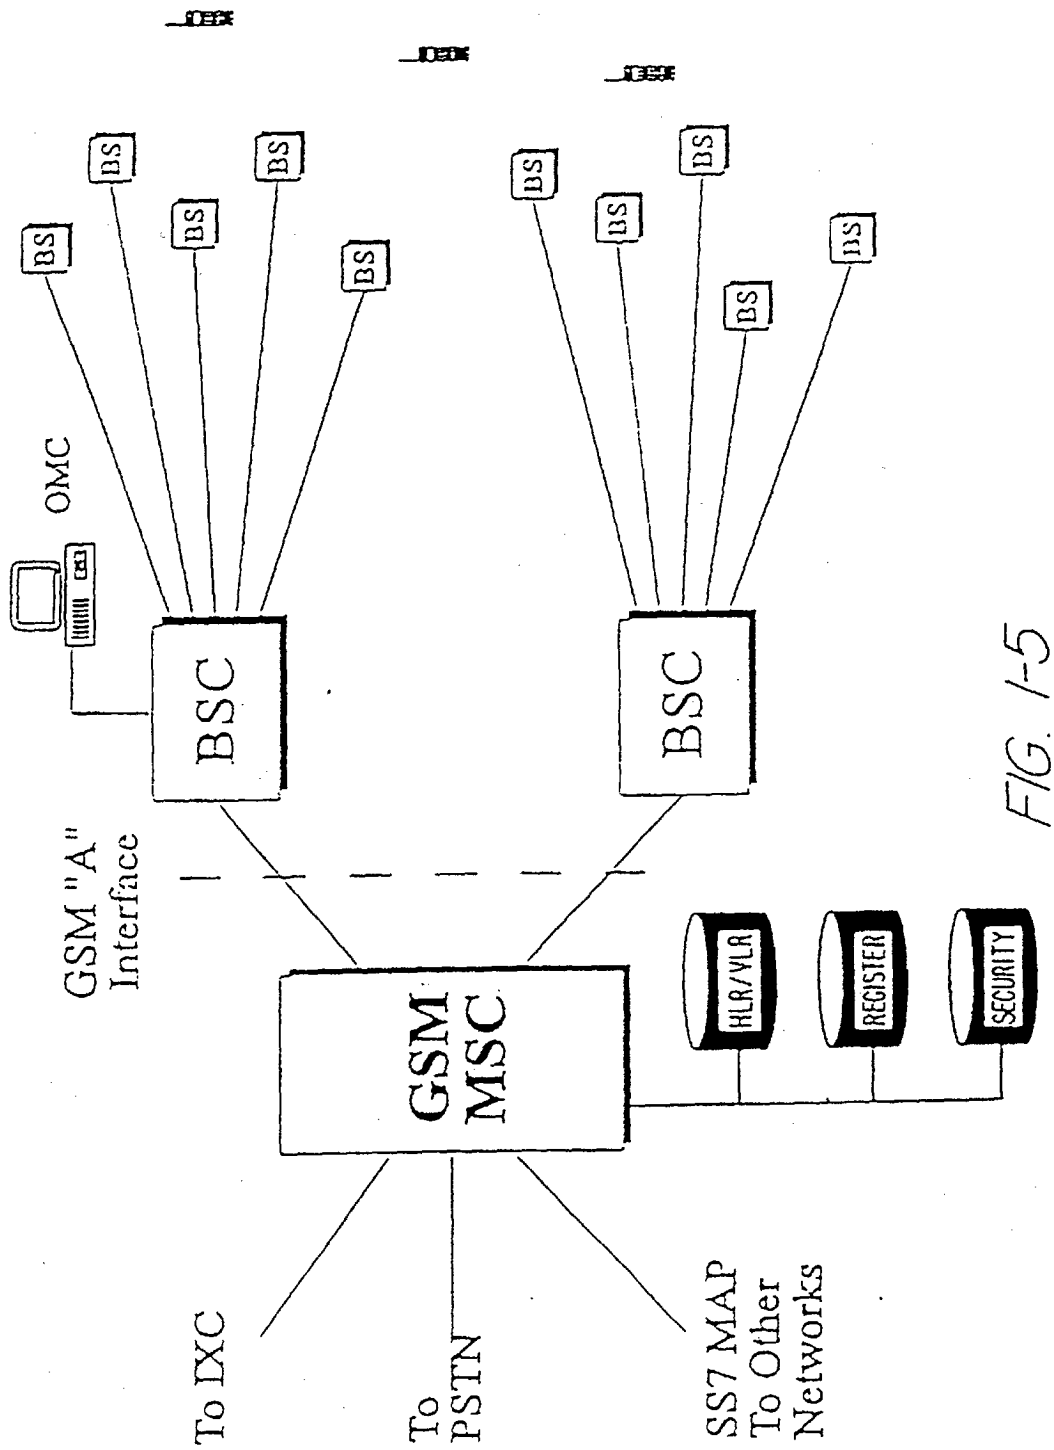 To IXC
To
PSTN
SS7 MAP
To Other
Networks
GSM
MSC
HLR/VLR
REGISTER
SECURITY
GSM "A"
Interface
BSC
BSC
OMC
BS
BS
BS
BS
BS
BS
BS
BS
BS
BS
FIG. 1-5